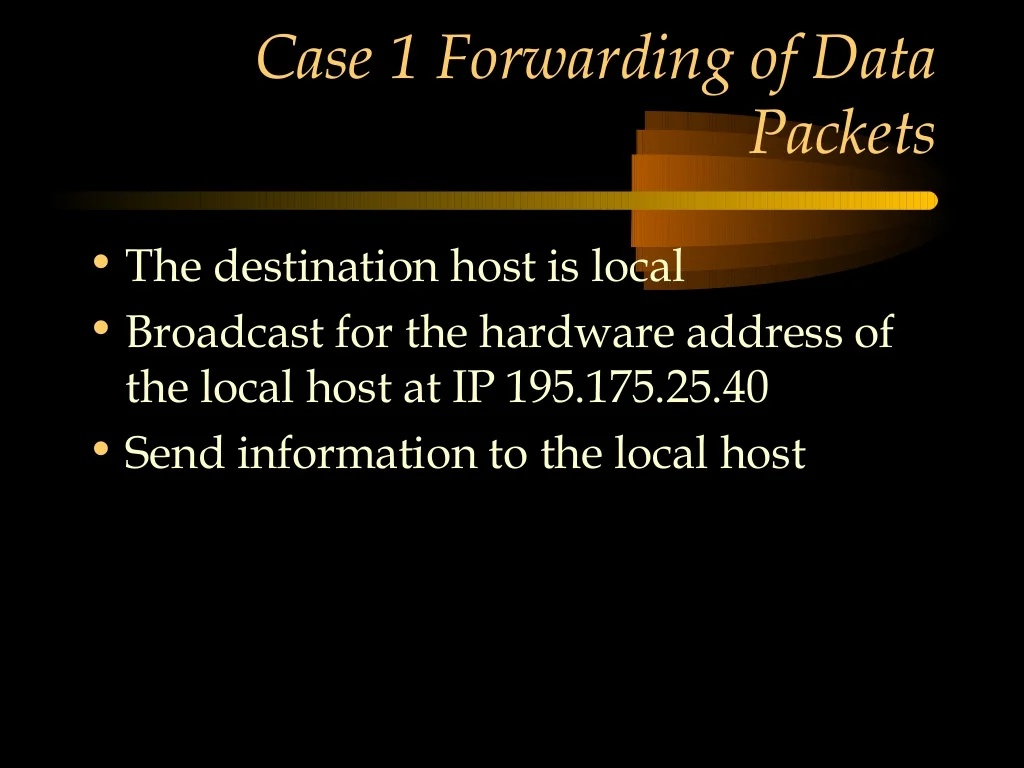 Case 1 Forwarding of Data
Packets
• The destination host is local
• Broadcast for the hardware address of
the local host at IP 195.175.25.40
• Send information to the local host